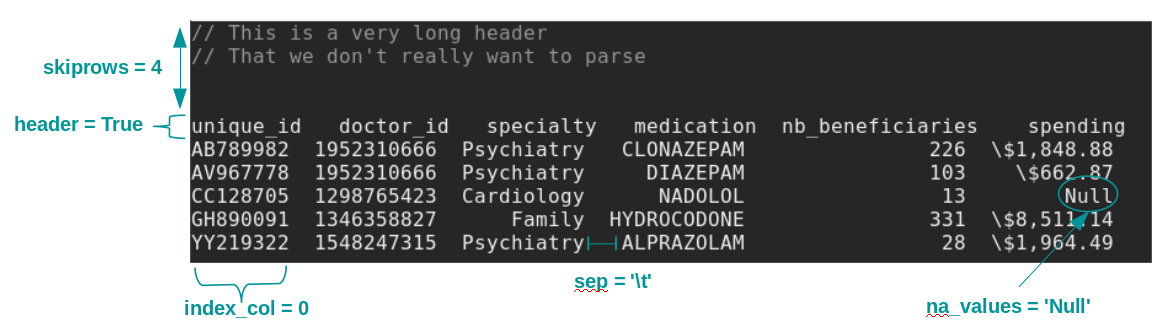 // This is a very long header
// That we don't really want to parse
skiprows = 4
header = True
unique_id doctor_id specialty medication nb_beneficiaries spending
AB789982 1952310666 Psychiatry CLONAZEPAM 226 \$1,848.88
AV967778 1952310666 Psychiatry DIAZEPAM 103 \$662.87
CC128705 1298765423 Cardiology NADOLOL 13 Null
GH890091 1346358827 Family HYDROCODONE 331 \$8,511.14
YY219322 1548247315 Psychiatry ALPRAZOLAM 28 \$1,964.49
sep = '\t'
index_col = 0
na_values = 'Null'